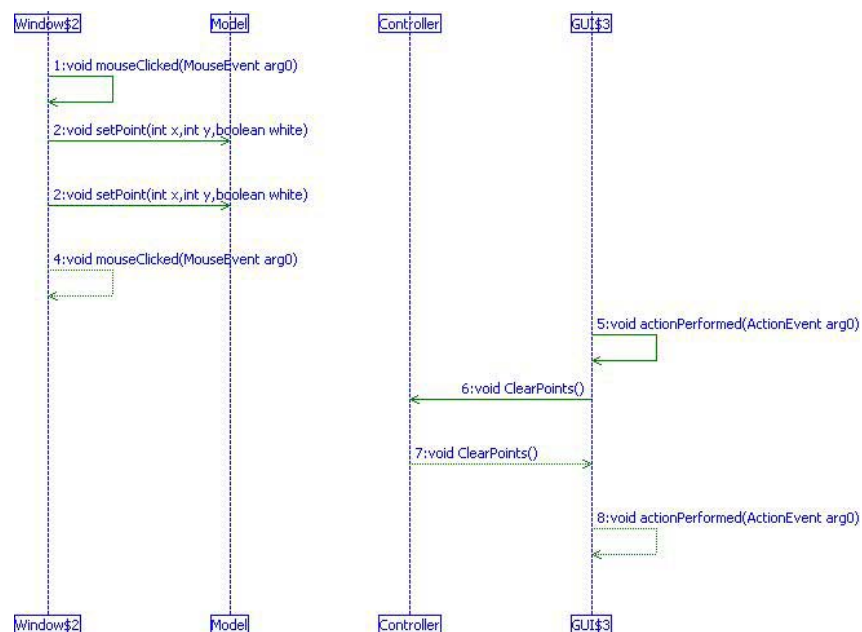 Window$2 Model Controller GUI$3
1:void mouseClicked(MouseEvent arg0)
2:void setPoint(int x,int y,boolean white)
2:void setPoint(int x,int y,boolean white)
4:void mouseClicked(MouseEvent arg0)
5:void actionPerformed(ActionEvent arg0)
6:void ClearPoints()
7:void ClearPoints()
8:void actionPerformed(ActionEvent arg0)
Window$2 Model Controller GUI$3